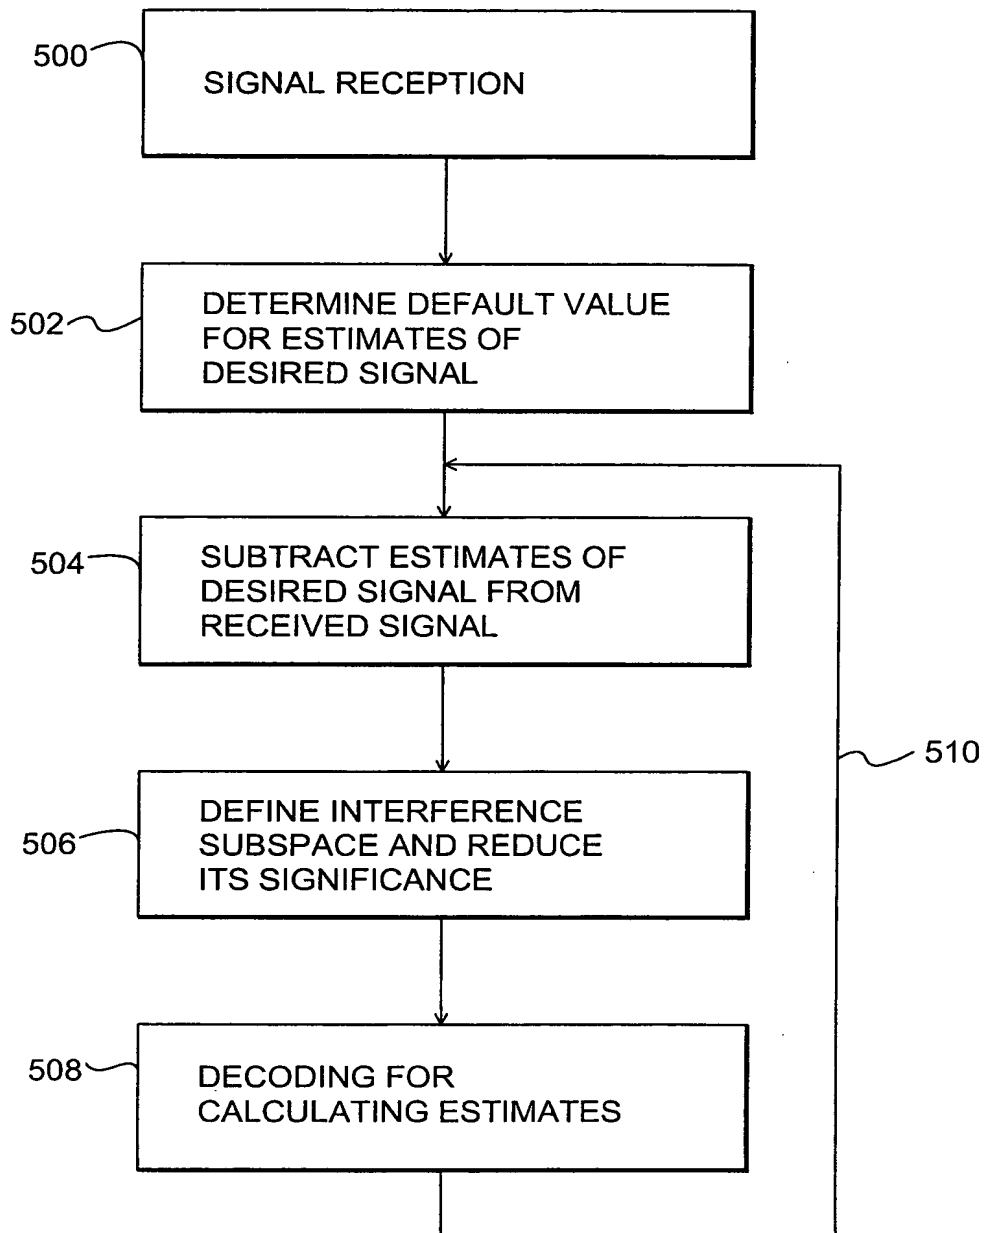 500
SIGNAL RECEPTION
502
DETERMINE DEFAULT VALUE
FOR ESTIMATES OF
DESIRED SIGNAL
504
SUBTRACT ESTIMATES OF
DESIRED SIGNAL FROM
RECEIVED SIGNAL
510
506
DEFINE INTERFERENCE
SUBSPACE AND REDUCE
ITS SIGNIFICANCE
508
DECODING FOR
CALCULATING ESTIMATES